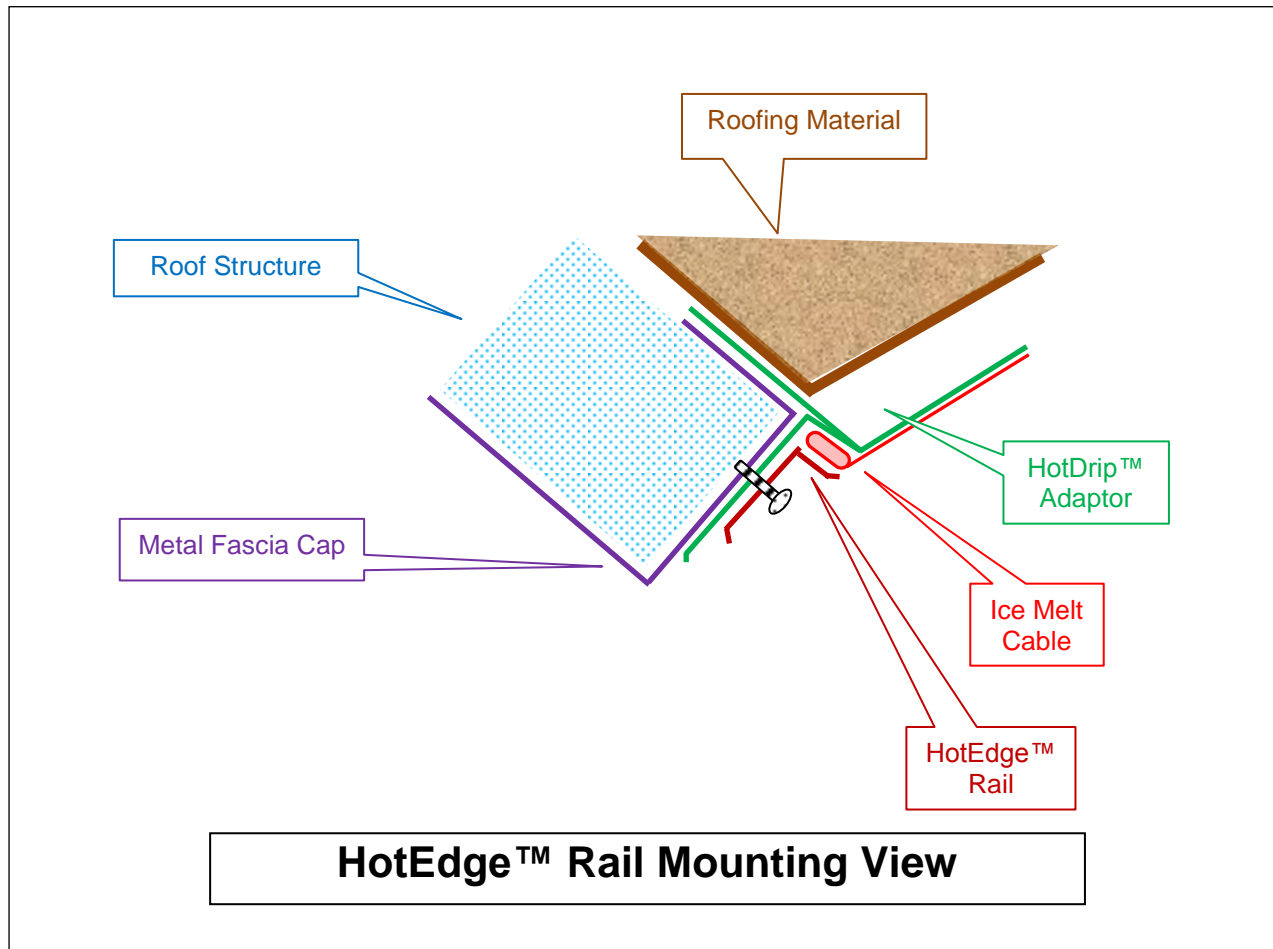 Roofing Material
Roof Structure
HotDrip™
Adaptor
Metal Fascia Cap
Ice Melt
Cable
HotEdge™
Rail
HotEdge™ Rail Mounting View